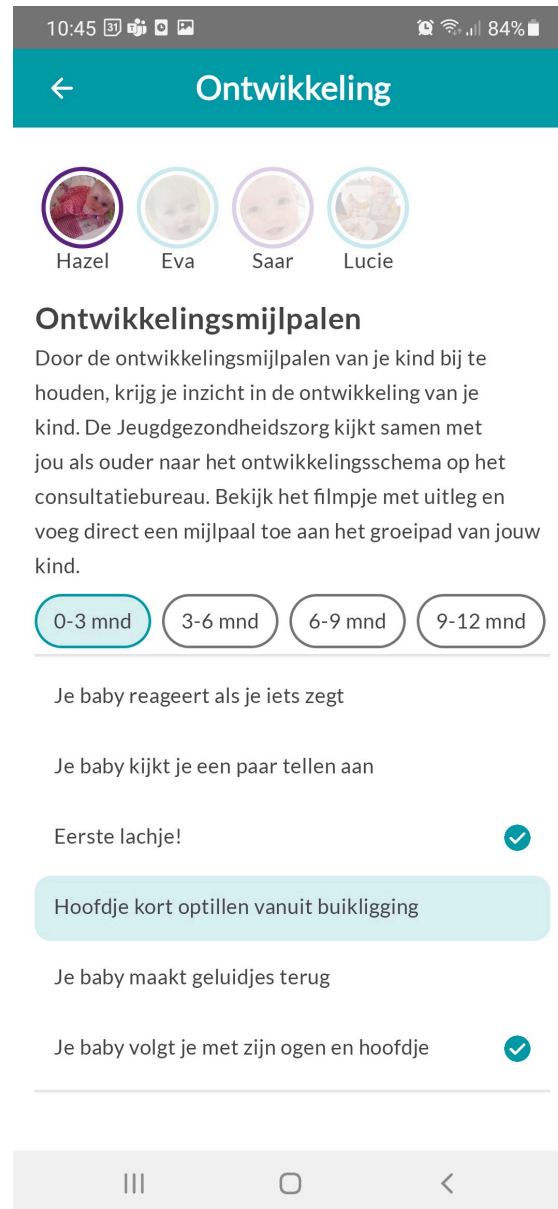 10:45 31 84%
Ontwikkeling
Hazel Eva Saar Lucie
Ontwikkelingsmijlpalen
Door de ontwikkelingsmijlpalen van je kind bij te
houden, krijg je inzicht in de ontwikkeling van je
kind. De Jeugdgezondheidszorg kijkt samen met
jou als ouder naar het ontwikkelingsschema op het
consultatiebureau. Bekijk het filmpje met uitleg en
voeg direct een mijlpaal toe aan het groeipad van jouw
kind.
0-3 mnd 3-6 mnd 6-9 mnd 9-12 mnd
Je baby reageert als je iets zegt
Je baby kijkt je een paar tellen aan
Eerste lachje!
Hoofdje kort optillen vanuit buikligging
Je baby maakt geluidjes terug
Je baby volgt je met zijn ogen en hoofdje